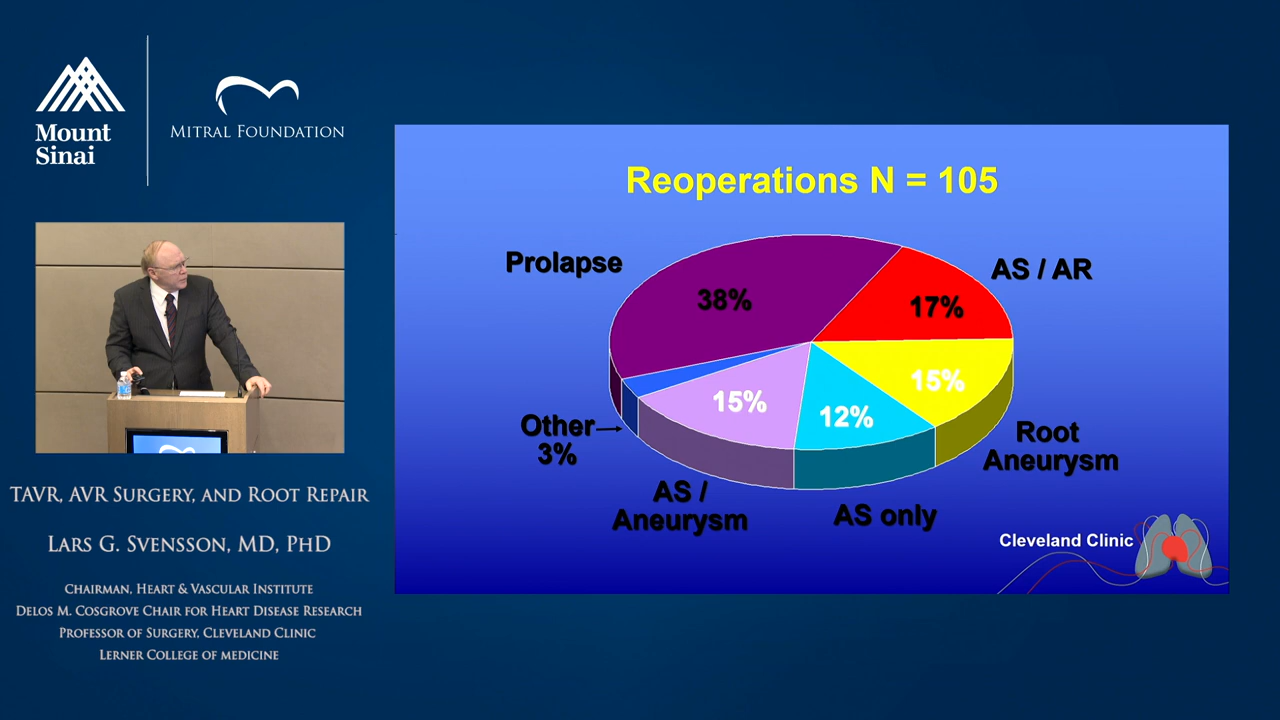 Mount
Sinai
Mitral Foundation
TAVR, AVR Surgery, and Root Repair
Lars G. Svensson, MD, PhD
Chairman, Heart & Vascular Institute
Delos M. Cosgrove Chair for Heart Disease Research
Professor of Surgery, Cleveland Clinic
Lerner College of medicine
Reoperations N = 105
Prolapse
38%
AS / AR
17%
15%
Root
Aneurysm
12%
AS only
15%
AS /
Aneurysm
Other
3%
Cleveland Clinic